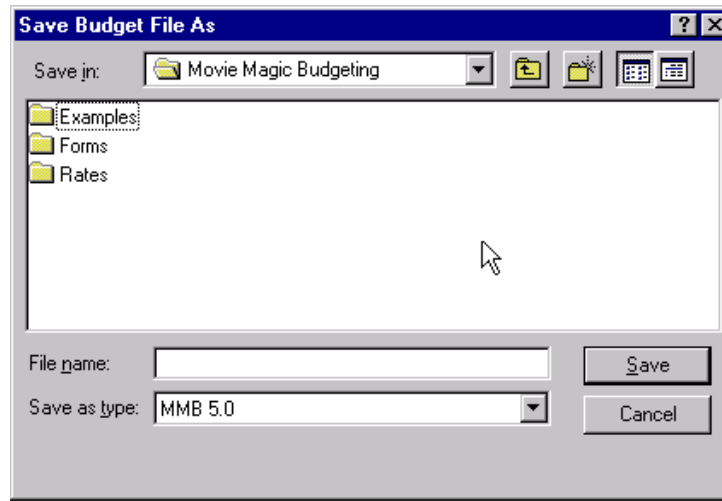 Save Budget File As
Save in: Movie Magic Budgeting
Examples
Forms
Rates
File name: Save
Save as type: MMB 5.0 Cancel